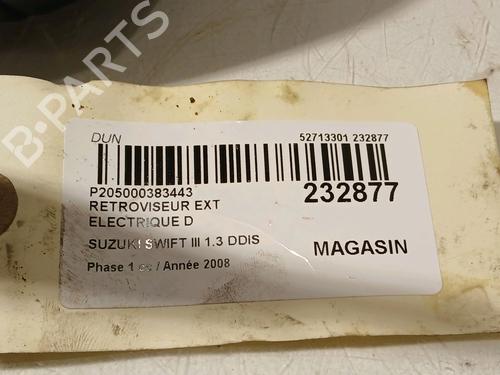 B-PARTS
DUN 52713301 232877
P205000383443
RETROVISEUR EXT
ELECTRIQUE D
232877
SUZUKI SWIFT III 1.3 DDIS
MAGASIN
Phase 1 / Année 2008